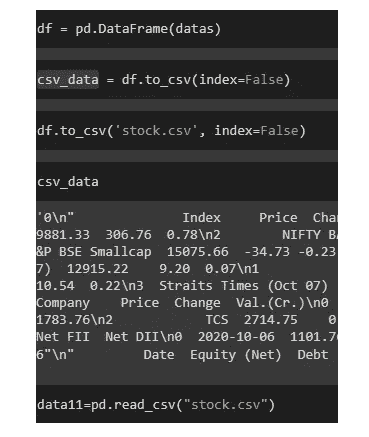 df = pd.DataFrame(datas)
csv_data = df.to_csv(index=False)
df.to_csv('stock.csv', index=False)
csv_data
'0\n" Index Price Chan
9881.33 306.76 0.78\n2 NIFTY BA
&P BSE Smallcap 15075.66 -34.73 -0.23
7) 12915.22 9.20 0.07\n1
10.54 0.22\n3 Straits Times (Oct 07)
Company Price Change Val.(Cr.)\n0
1783.76\n2 TCS 2714.75 0
Net FII Net DII\n0 2020-10-06 1101.76
6"\n" Date Equity (Net) Debt
data11=pd.read_csv("stock.csv")